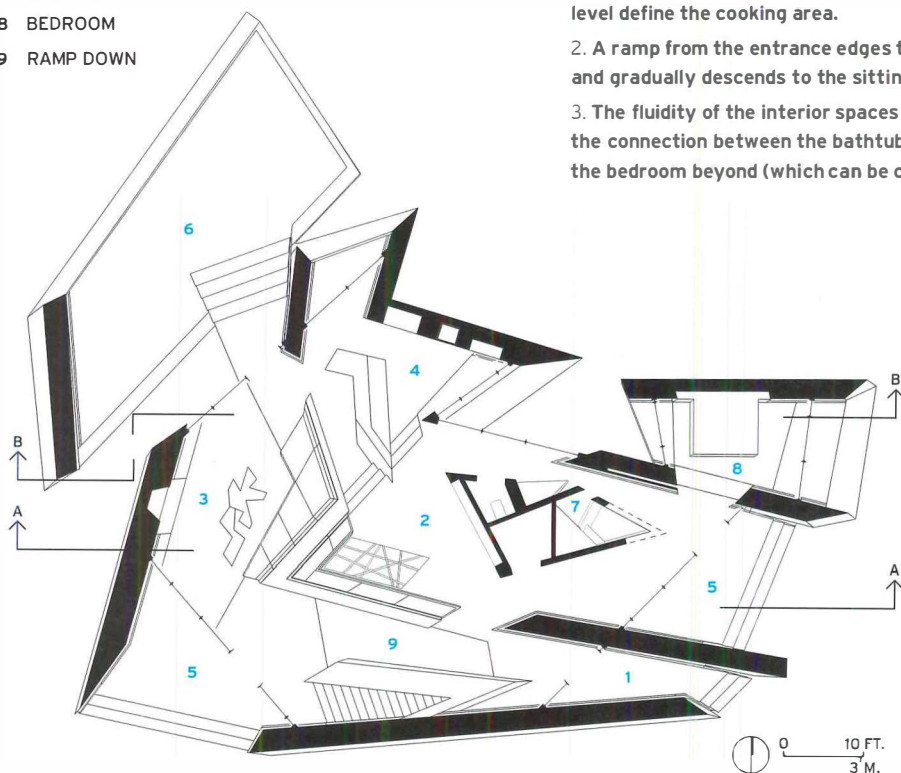 8 BEDROOM
9 RAMP DOWN
level define the cooking area.
2. A ramp from the entrance edges
and gradually descends to the
3. The fluidity of the interior spaces
the connection between the
the bedroom beyond (which can be
6
4
B
B
8
3
2
7
A
A
5
5
9
1
0 10 FT.
3 M.